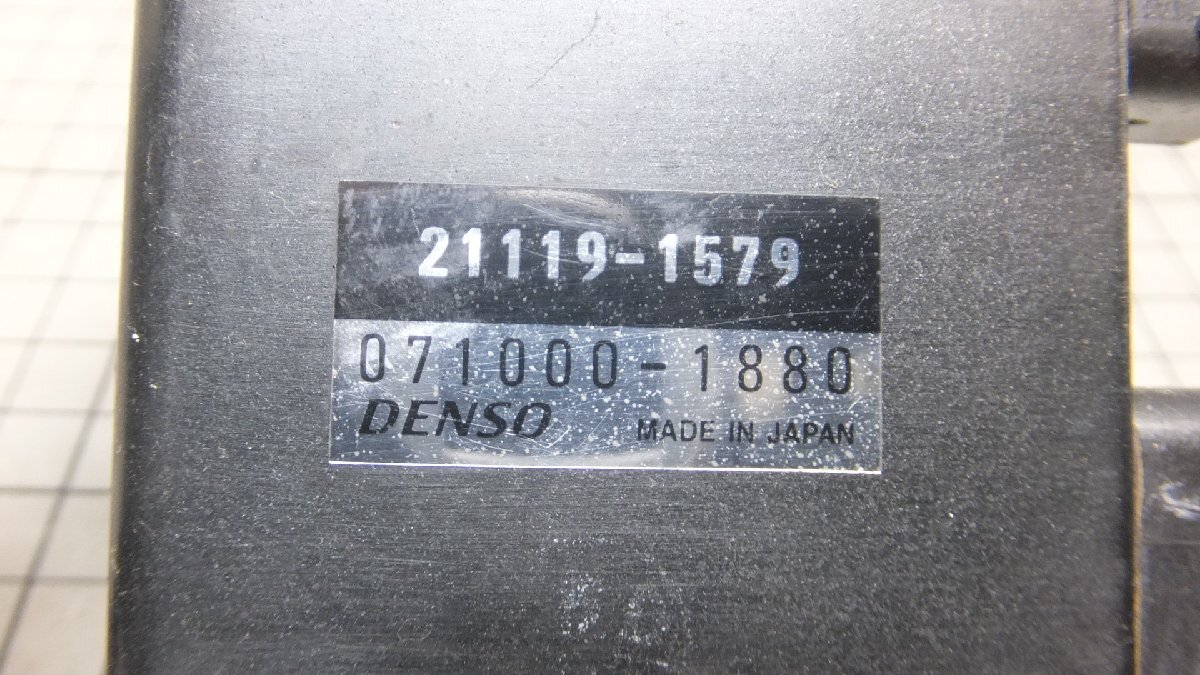 21119-1579
071000-1880
DENSO MADE IN JAPAN